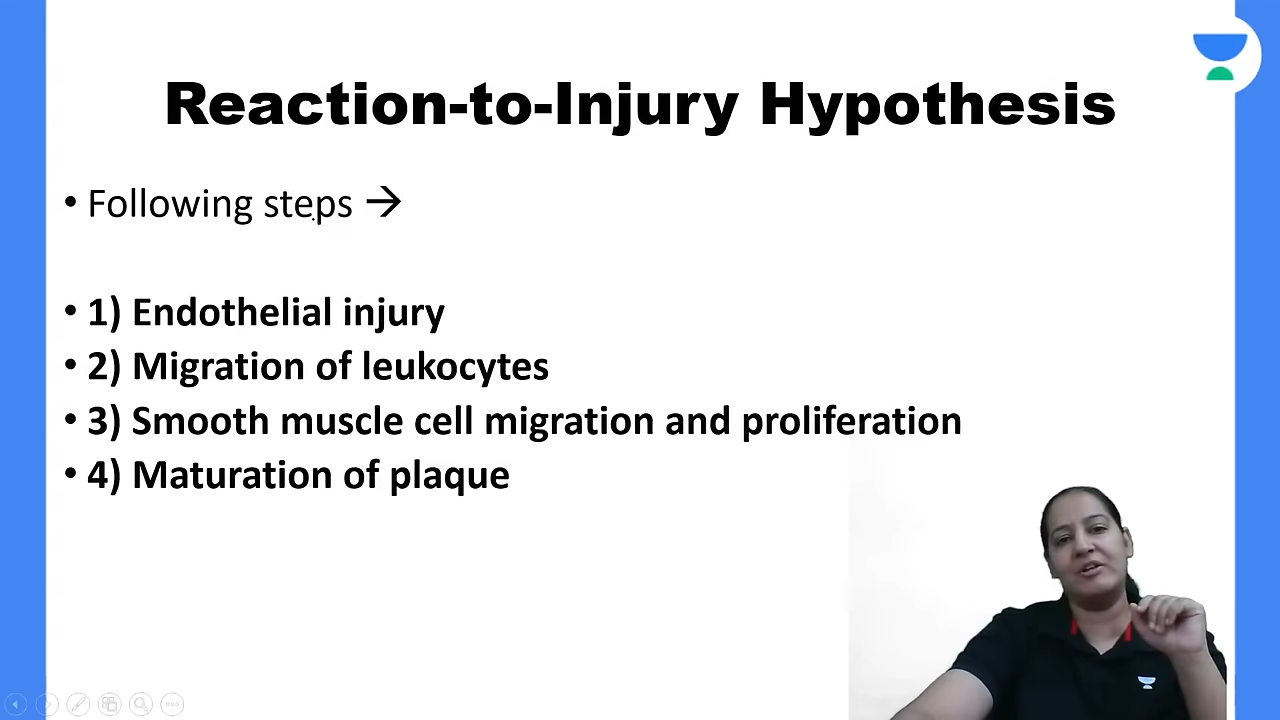 Reaction-to-Injury Hypothesis
• Following steps →
• 1) Endothelial injury
• 2) Migration of leukocytes
• 3) Smooth muscle cell migration and proliferation
• 4) Maturation of plaque